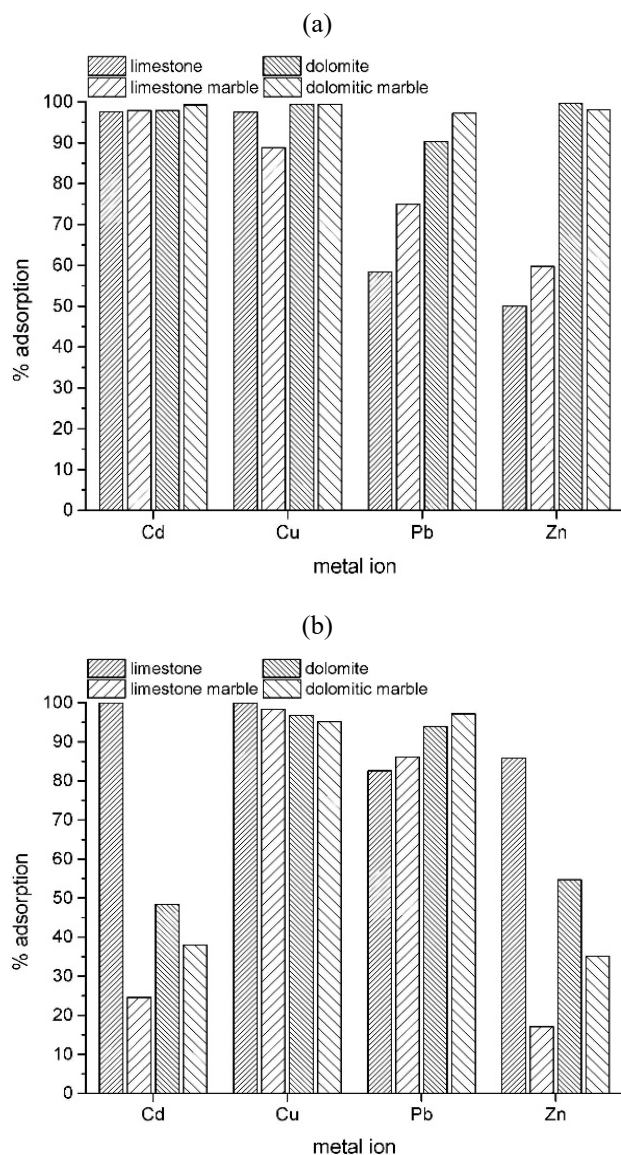 (a)
limestone dolomite
limestone marble dolomitic marble
100
90
80
70
60
50
40
30
20
10
0
% adsorption
Cd Cu Pb Zn
metal ion
(b)
limestone dolomite
limestone marble dolomitic marble
100
90
80
70
60
50
40
30
20
10
0
% adsorption
Cd Cu Pb Zn
metal ion